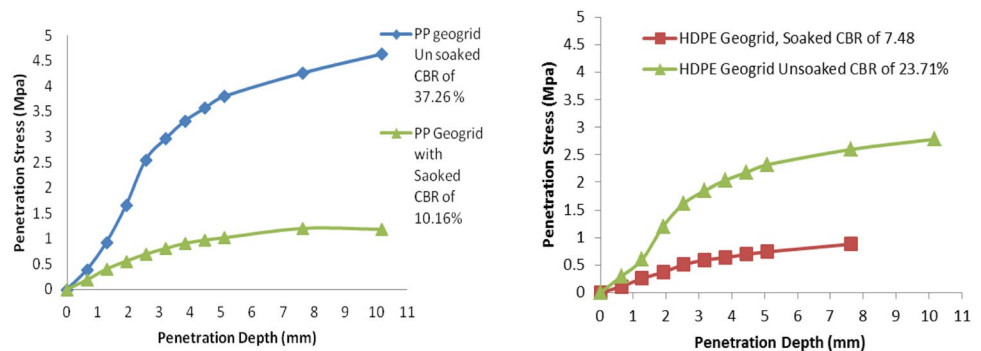 5
4.5
4
3.5
3
2.5
2
1.5
1
0.5
0
0 1 2 3 4 5 6 7 8 9 10 11
Penetration Stress (Mpa)
Penetration Depth (mm)
PP geogrid
Un soaked
CBR of
37.26 %
PP Geogrid
with
Saoked
CBR of
10.16%
5
4.5
4
3.5
3
2.5
2
1.5
1
0.5
0
0 1 2 3 4 5 6 7 8 9 10 11
Penetration Stress (Mpa)
Penetration Depth (mm)
HDPE Geogrid, Soaked CBR of 7.48
HDPE Geogrid Unsoaked CBR of 23.71%